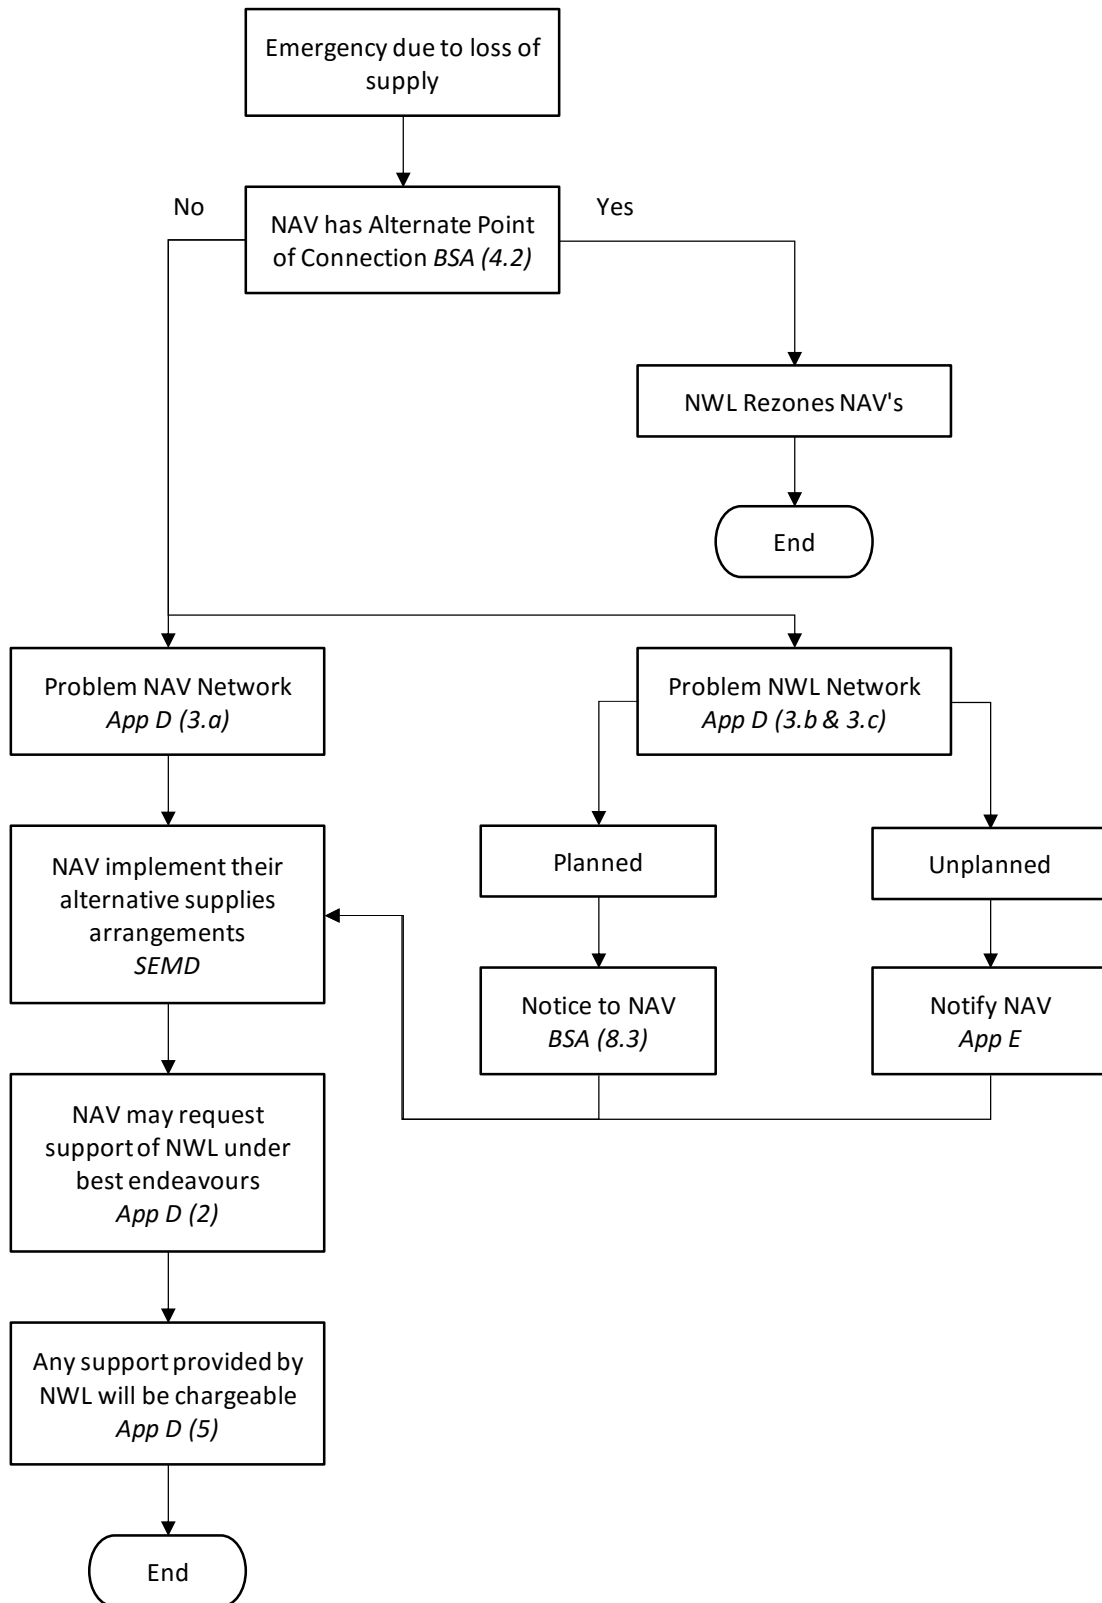 Emergency due to loss of
supply
No
Yes
NAV has Alternate Point
of Connection BSA (4.2)
NWL Rezones NAV's
End
Problem NAV Network
App D (3.a)
Problem NWL Network
App D (3.b & 3.c)
NAV implement their
alternative supplies
arrangements
SEMD
Planned
Unplanned
Notice to NAV
BSA (8.3)
Notify NAV
App E
NAV may request
support of NWL under
best endeavours
App D (2)
Any support provided by
NWL will be chargeable
App D (5)
End